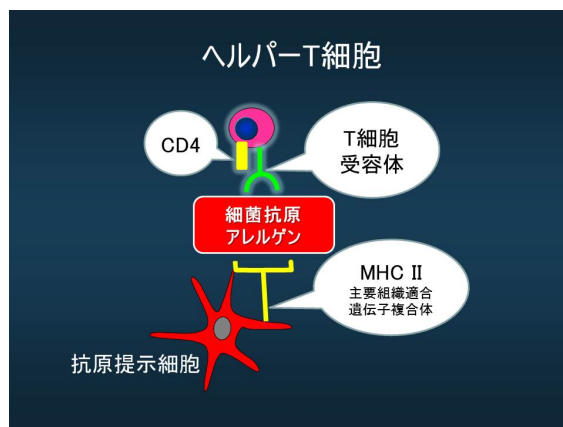 ヘルパーT細胞
CD4
T細胞
受容体
細菌抗原
アレルゲン
MHC II
主要組織適合
遺伝子複合体
抗原提示細胞